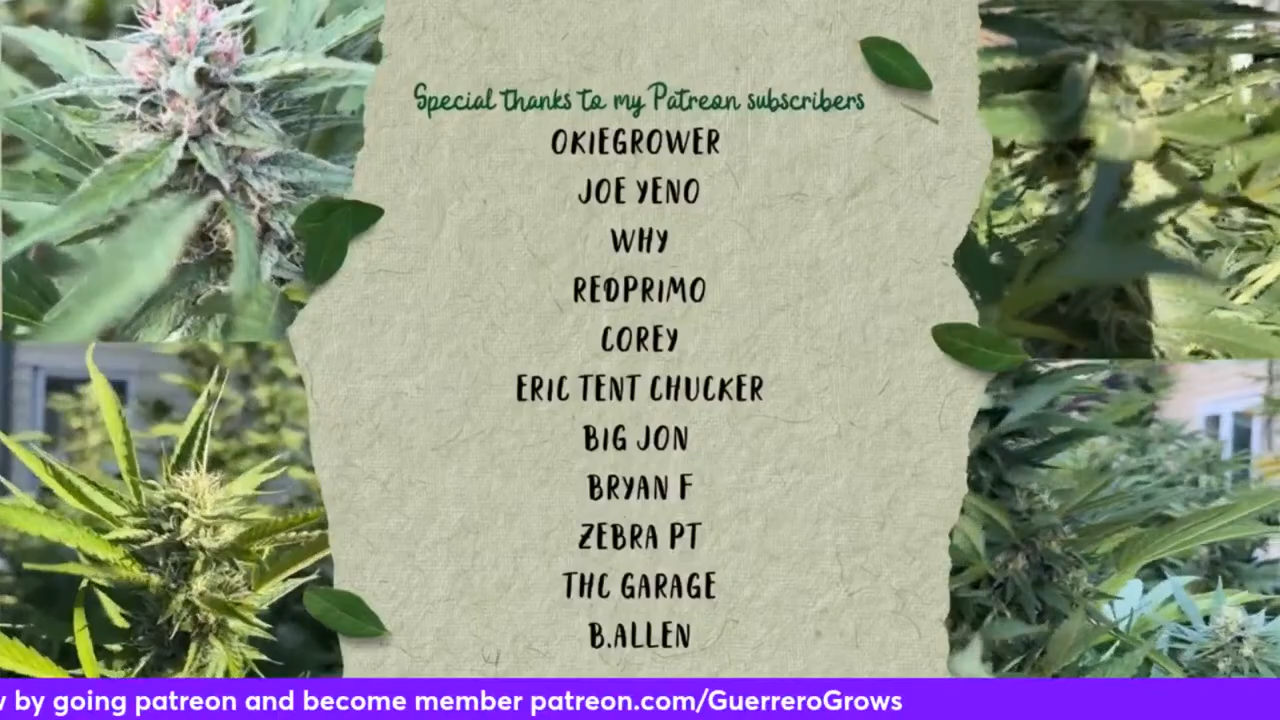 Special thanks to my Patreon subscribers
OKIEGROWER
JOE YENO
WHY
REDPRIMO
COREY
ERIC TENT CHUCKER
BIG JON
BRYAN F
ZEBRA PT
THC GARAGE
B.ALLEN
by going patreon and become member patreon.com/GuerreroGrows